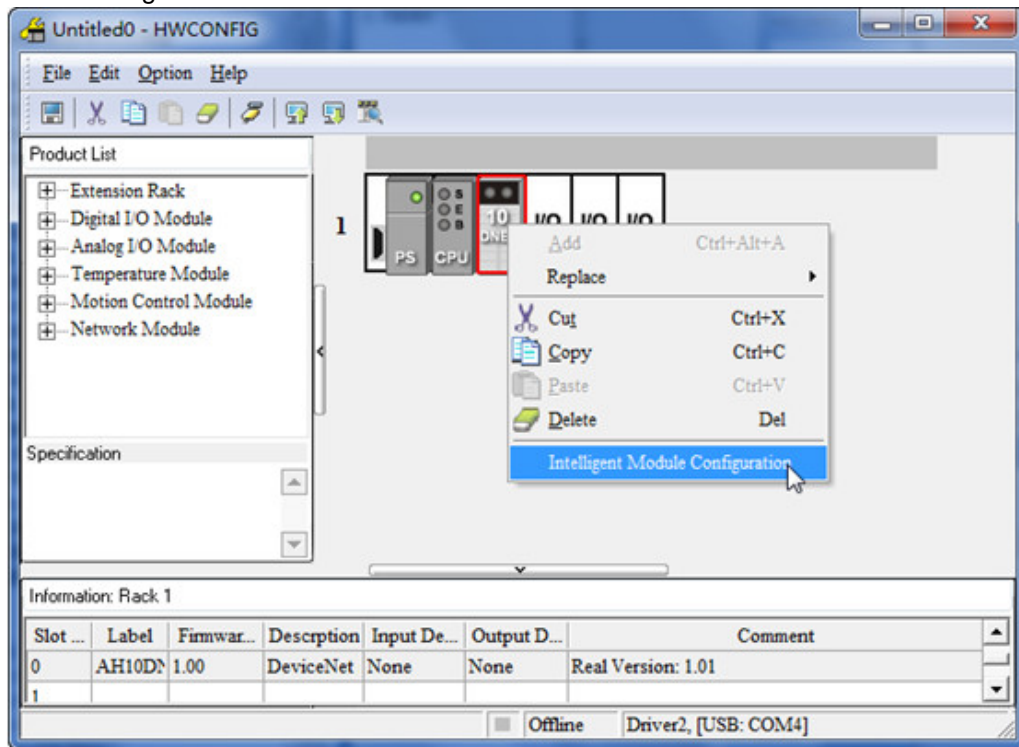 Untitled0 - HWCONFIG
File Edit Option Help
Product List
Extension Rack
Digital I/O Module
Analog I/O Module
Temperature Module
Motion Control Module
Network Module
Specification
1
PS
CPU
S
E
B
10
I/O I/O I/O
Add Ctrl+Alt+A
Replace
Cut Ctrl+X
Copy Ctrl+C
Paste Ctrl+V
Delete Del
Intelligent Module Configuration
Information: Rack 1
Slot ... Label Firmwar... Descrption Input De... Output D... Comment
0 AH10DN 1.00 DeviceNet None None Real Version: 1.01
1
Offline Driver2, [USB: COM4]